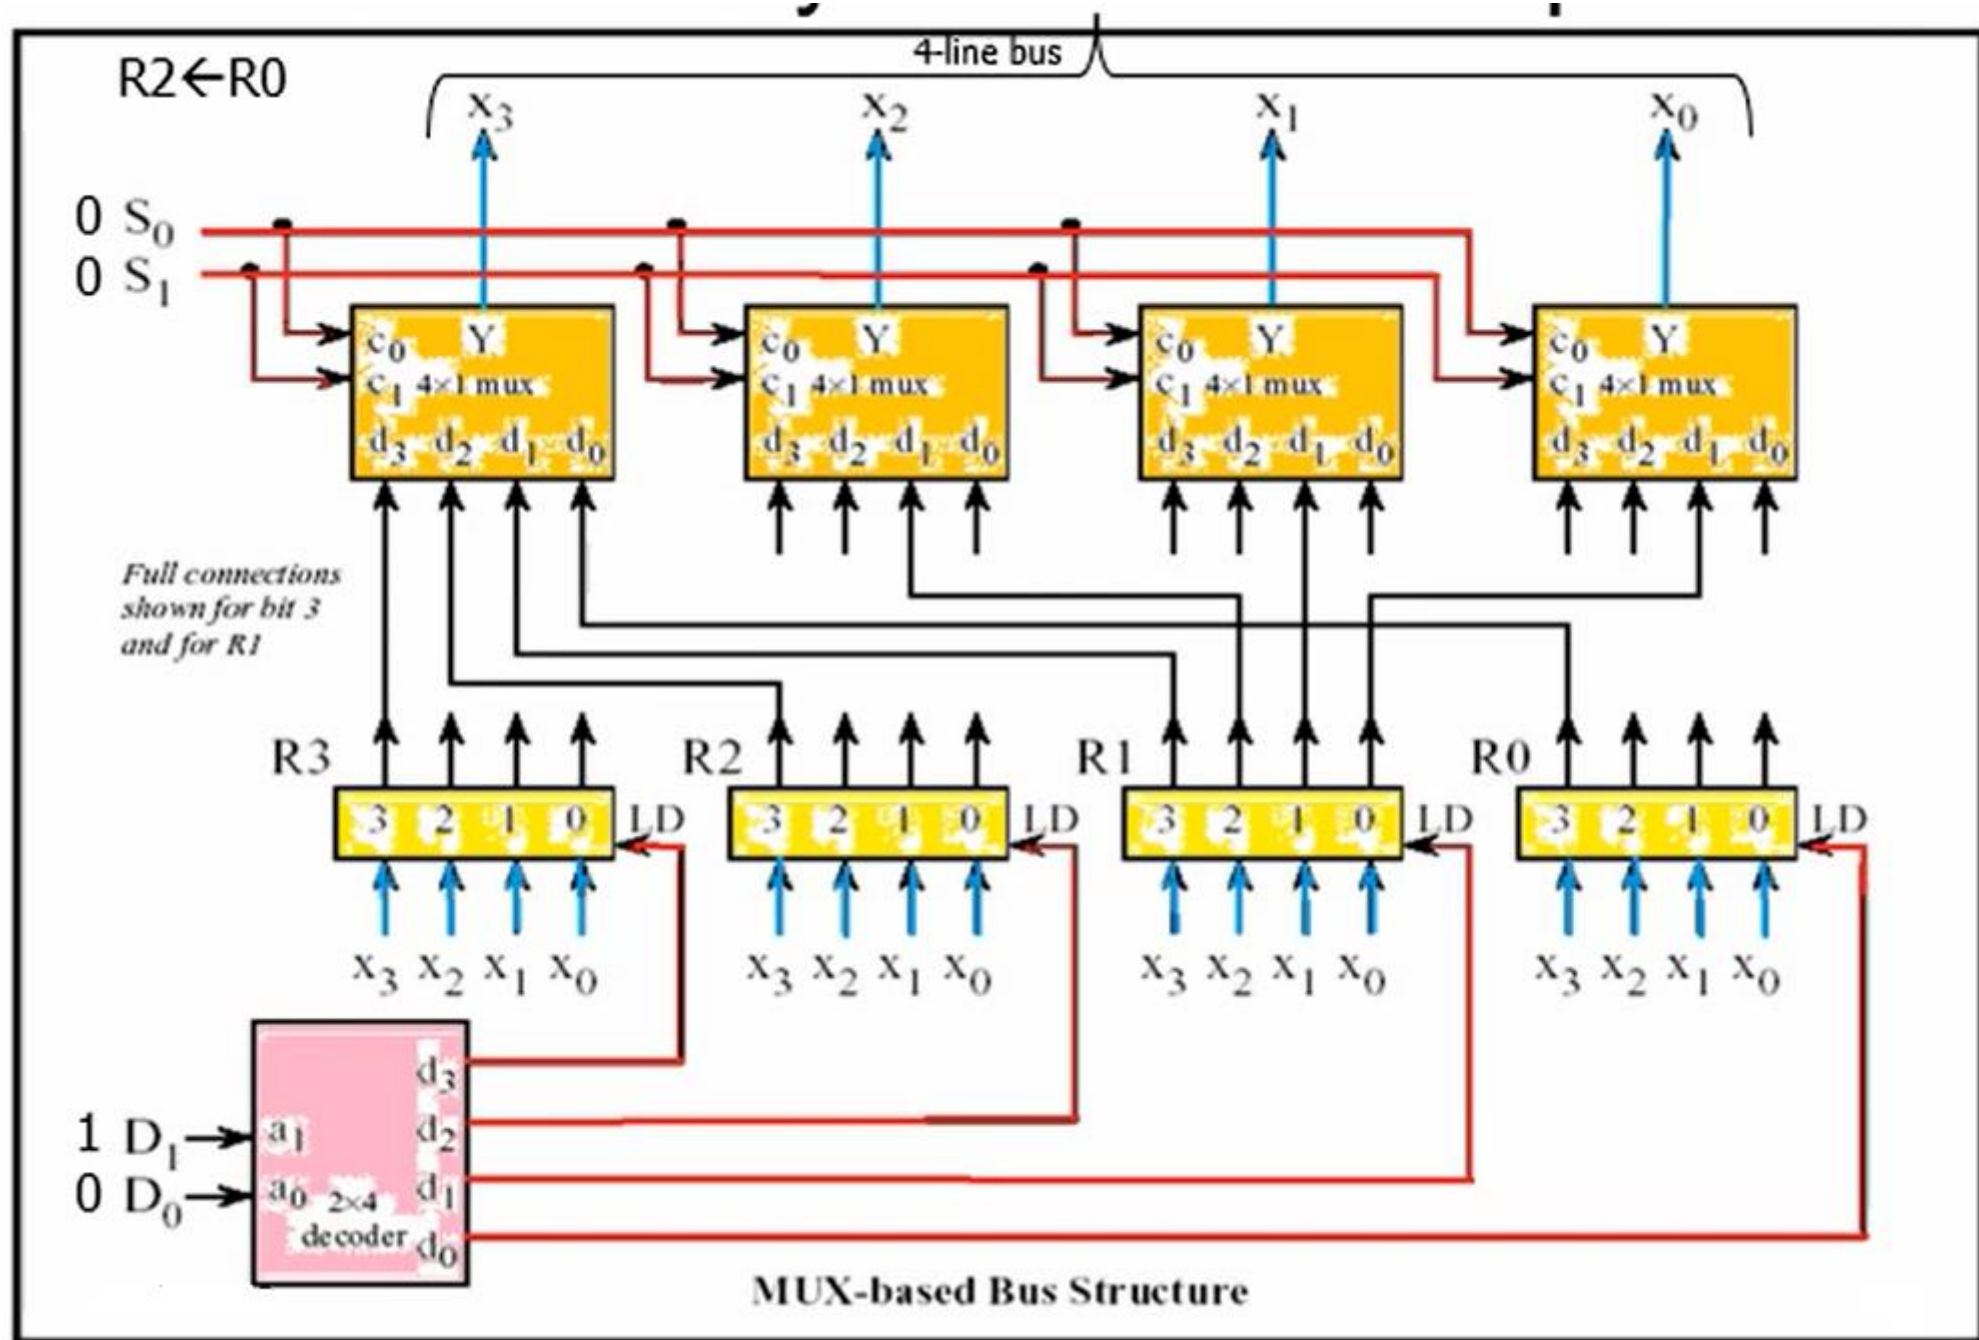 4-line bus
R2←R0
x₃ x₂ x₁ x₀
0 S₀
0 S₁
c₀ Y c₀ Y c₀ Y c₀ Y
c₁ 4×1 mux c₁ 4×1 mux c₁ 4×1 mux c₁ 4×1 mux
d₃ d₂ d₁ d₀ d₃ d₂ d₁ d₀ d₃ d₂ d₁ d₀ d₃ d₂ d₁ d₀
Full connections
shown for bit 3
and for R1
R3 R2 R1 R0
3 2 1 0 LD 3 2 1 0 LD 3 2 1 0 LD 3 2 1 0 LD
x₃ x₂ x₁ x₀ x₃ x₂ x₁ x₀ x₃ x₂ x₁ x₀ x₃ x₂ x₁ x₀
d₃
1 D₁ a₁ d₂
0 D₀ a₀ 2×4 d₁
decoder d₀
MUX-based Bus Structure